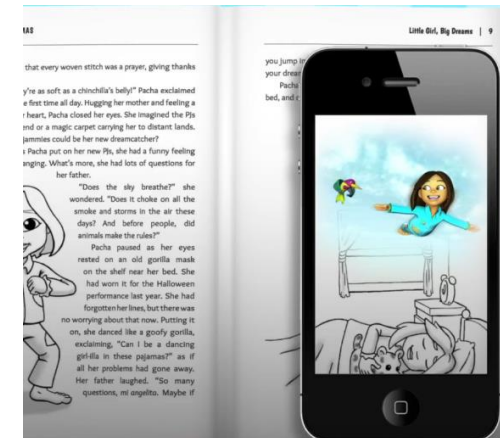 MAS
that every woven stitch was a prayer, giving thanks
y're as soft as a chinchilla's belly!" Pacha exclaimed
e first time all day. Hugging her mother and feeling a
r heart, Pacha closed her eyes. She imagined the PJs
end or a magic carpet carrying her to distant lands.
jammies could be her new dreamcatcher?
Pacha put on her new PJs, she had a funny feeling
anging. What's more, she had lots of questions for
her father.
"Does the sky breathe?" she
wondered. "Does it choke on all the
smoke and storms in the air these
days? And before people, did
animals make the rules?"
Pacha paused as her eyes
rested on an old gorilla mask
on the shelf near her bed. She
had worn it for the Halloween
performance last year. She had
forgotten her lines, but there was
no worrying about that now. Putting it
on, she danced like a goofy gorilla,
exclaiming, "Can I be a dancing
girl-illa in these pajamas?" as if
all her problems had gone away.
Her father laughed. "So many
questions, mi angelito. Maybe if
Little Girl, Big Dreams | 9
you jump in
your drea
Pacha
bed, and